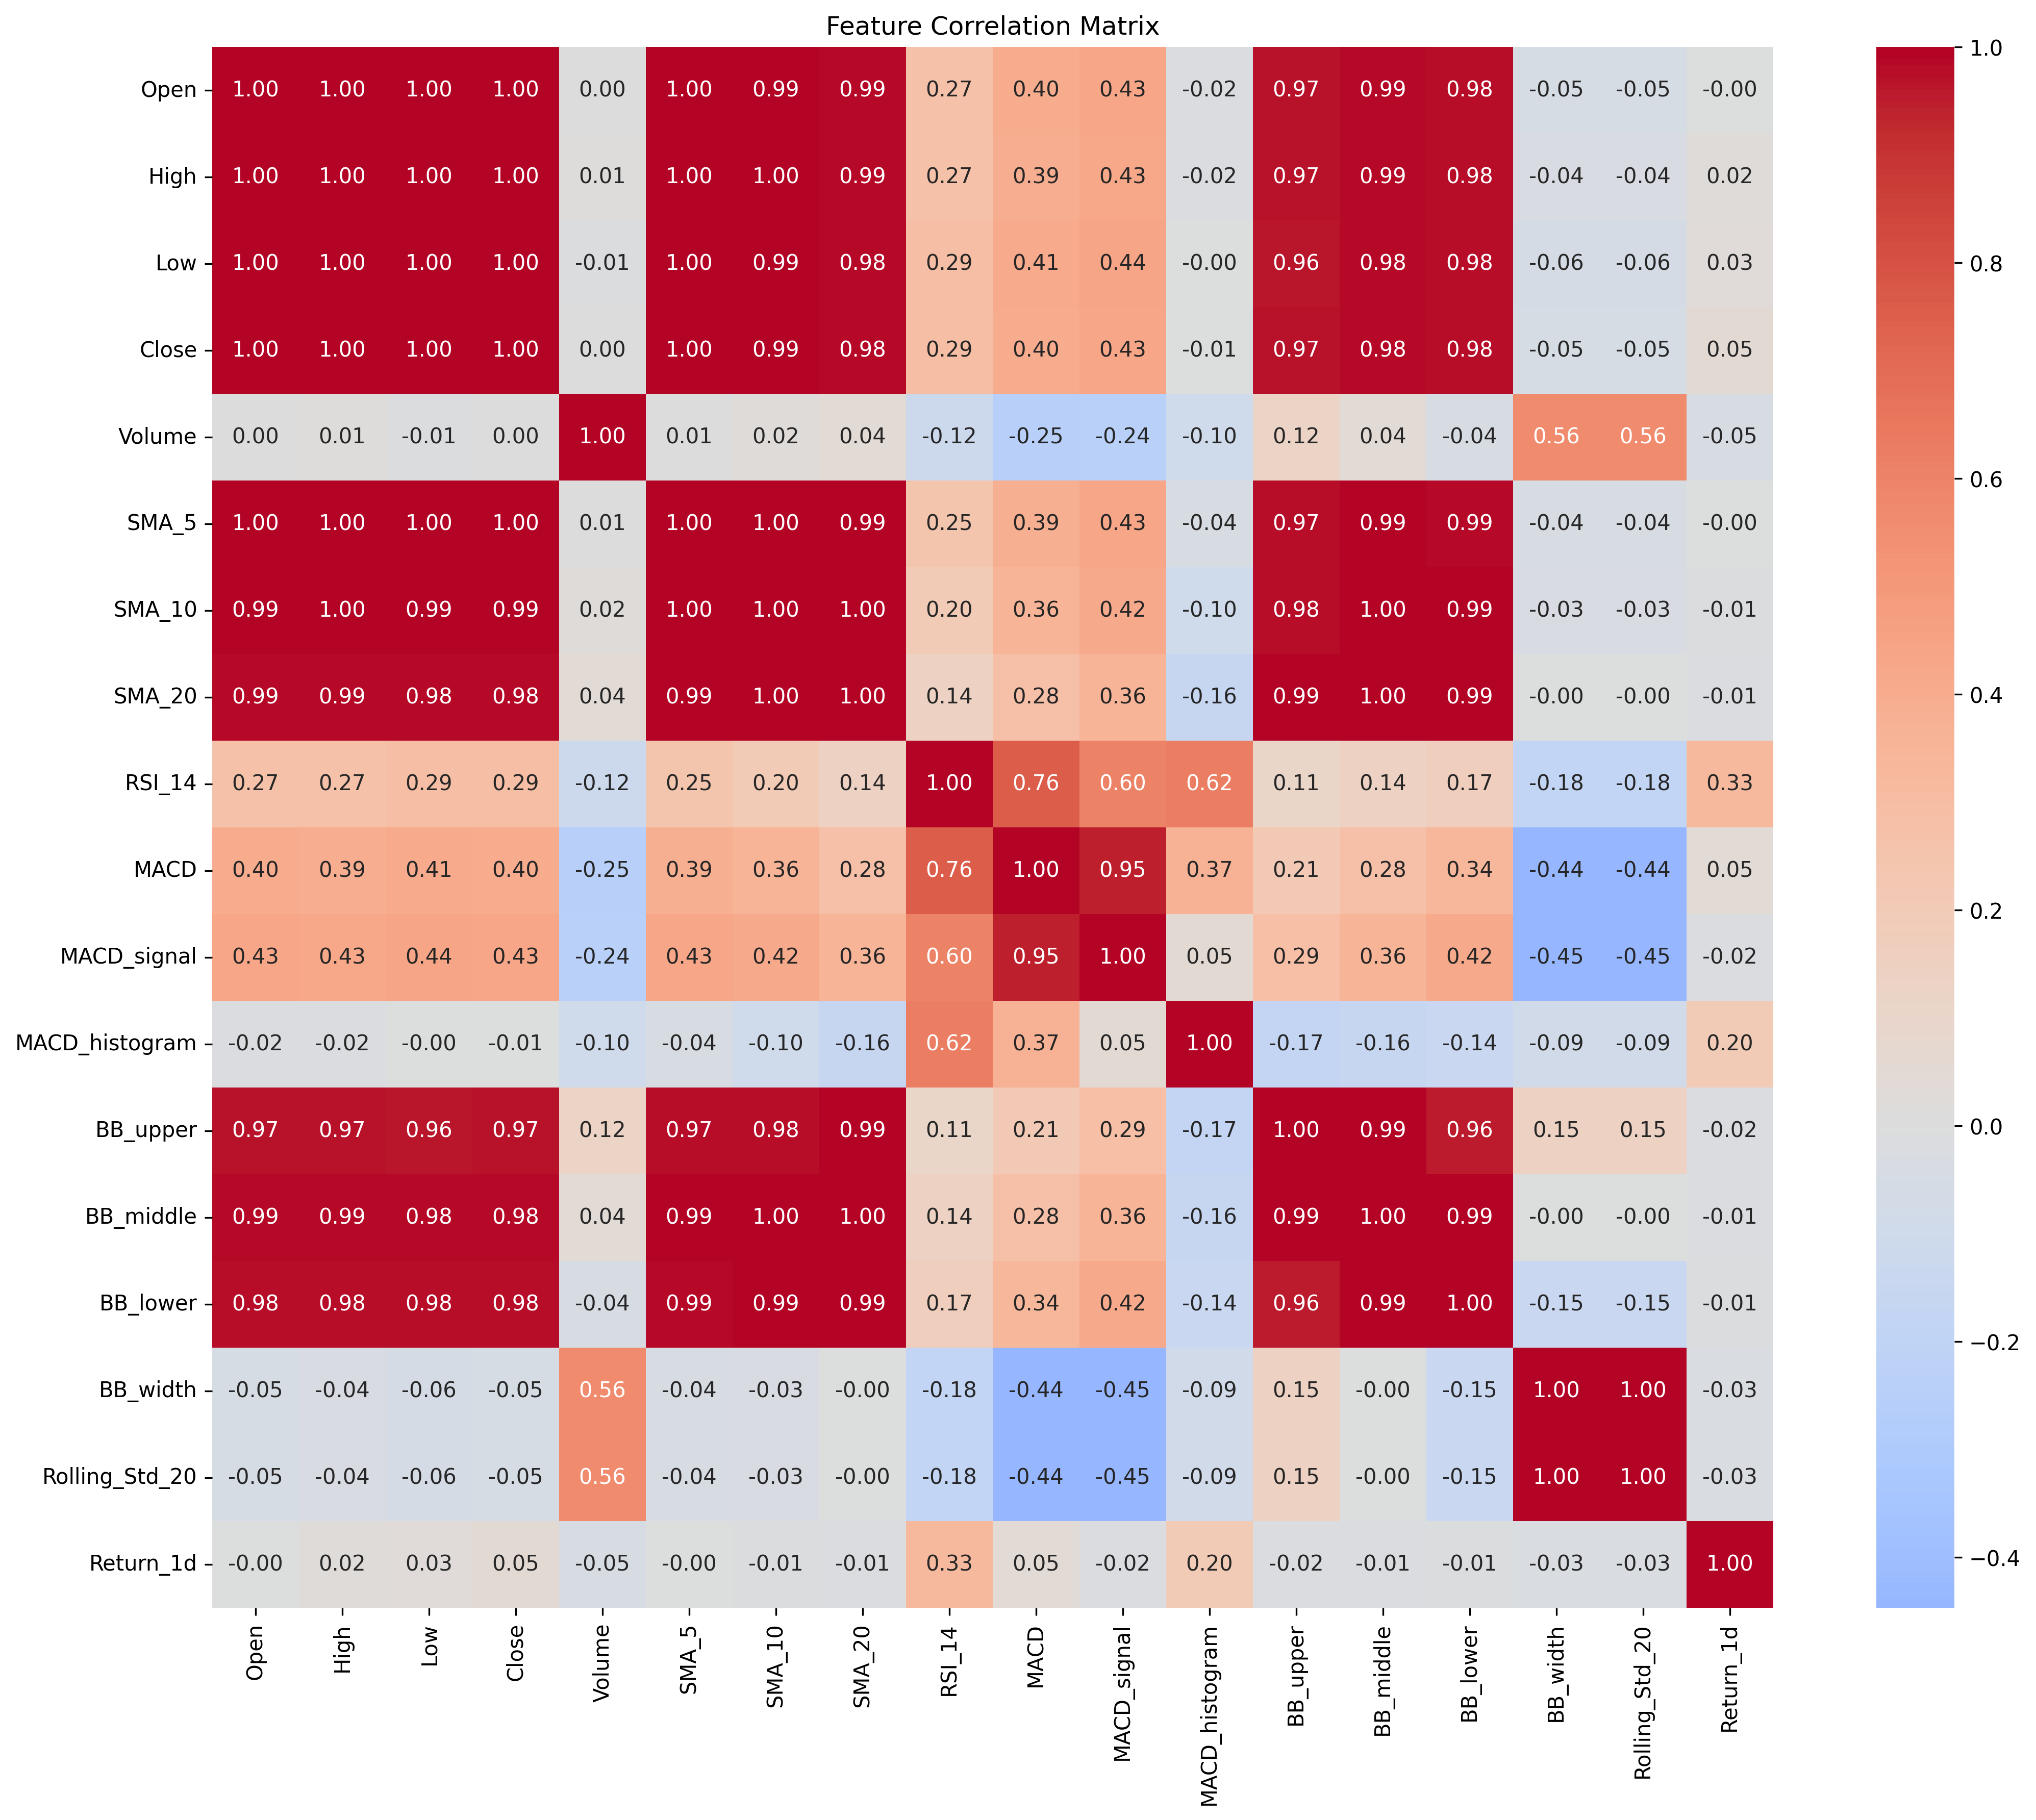 Feature Correlation Matrix
Open 1.00 1.00 1.00 1.00 0.00 1.00 0.99 0.99 0.27 0.40 0.43 -0.02 0.97 0.99 0.98 -0.05 -0.05 -0.00
High 1.00 1.00 1.00 1.00 0.01 1.00 1.00 0.99 0.27 0.39 0.43 -0.02 0.97 0.99 0.98 -0.04 -0.04 0.02
Low 1.00 1.00 1.00 1.00 -0.01 1.00 0.99 0.98 0.29 0.41 0.44 -0.00 0.96 0.98 0.98 -0.06 -0.06 0.03
Close 1.00 1.00 1.00 1.00 0.00 1.00 0.99 0.98 0.29 0.40 0.43 -0.01 0.97 0.98 0.98 -0.05 -0.05 0.05
Volume 0.00 0.01 -0.01 0.00 1.00 0.01 0.02 0.04 -0.12 -0.25 -0.24 -0.10 0.12 0.04 -0.04 0.56 0.56 -0.05
SMA_5 1.00 1.00 1.00 1.00 0.01 1.00 1.00 0.99 0.25 0.39 0.43 -0.04 0.97 0.99 0.99 -0.04 -0.04 -0.00
SMA_10 0.99 1.00 0.99 0.99 0.02 1.00 1.00 1.00 0.20 0.36 0.42 -0.10 0.98 1.00 0.99 -0.03 -0.03 -0.01
SMA_20 0.99 0.99 0.98 0.98 0.04 0.99 1.00 1.00 0.14 0.28 0.36 -0.16 0.99 1.00 0.99 -0.00 -0.00 -0.01
RSI_14 0.27 0.27 0.29 0.29 -0.12 0.25 0.20 0.14 1.00 0.76 0.60 0.62 0.11 0.14 0.17 -0.18 -0.18 0.33
MACD 0.40 0.39 0.41 0.40 -0.25 0.39 0.36 0.28 0.76 1.00 0.95 0.37 0.21 0.28 0.34 -0.44 -0.44 0.05
MACD_signal 0.43 0.43 0.44 0.43 -0.24 0.43 0.42 0.36 0.60 0.95 1.00 0.05 0.29 0.36 0.42 -0.45 -0.45 -0.02
MACD_histogram -0.02 -0.02 -0.00 -0.01 -0.10 -0.04 -0.10 -0.16 0.62 0.37 0.05 1.00 -0.17 -0.16 -0.14 -0.09 -0.09 0.20
BB_upper 0.97 0.97 0.96 0.97 0.12 0.97 0.98 0.99 0.11 0.21 0.29 -0.17 1.00 0.99 0.96 0.15 0.15 -0.02
BB_middle 0.99 0.99 0.98 0.98 0.04 0.99 1.00 1.00 0.14 0.28 0.36 -0.16 0.99 1.00 0.99 -0.00 -0.00 -0.01
BB_lower 0.98 0.98 0.98 0.98 -0.04 0.99 0.99 0.99 0.17 0.34 0.42 -0.14 0.96 0.99 1.00 -0.15 -0.15 -0.01
BB_width -0.05 -0.04 -0.06 -0.05 0.56 -0.04 -0.03 -0.00 -0.18 -0.44 -0.45 -0.09 0.15 -0.00 -0.15 1.00 1.00 -0.03
Rolling_Std_20 -0.05 -0.04 -0.06 -0.05 0.56 -0.04 -0.03 -0.00 -0.18 -0.44 -0.45 -0.09 0.15 -0.00 -0.15 1.00 1.00 -0.03
Return_1d -0.00 0.02 0.03 0.05 -0.05 -0.00 -0.01 -0.01 0.33 0.05 -0.02 0.20 -0.02 -0.01 -0.01 -0.03 -0.03 1.00
Open
High
Low
Close
Volume
SMA_5
SMA_10
SMA_20
RSI_14
MACD
MACD_signal
MACD_histogram
BB_upper
BB_middle
BB_lower
BB_width
Rolling_Std_20
Return_1d
1.0
0.8
0.6
0.4
0.2
0.0
−0.2
−0.4